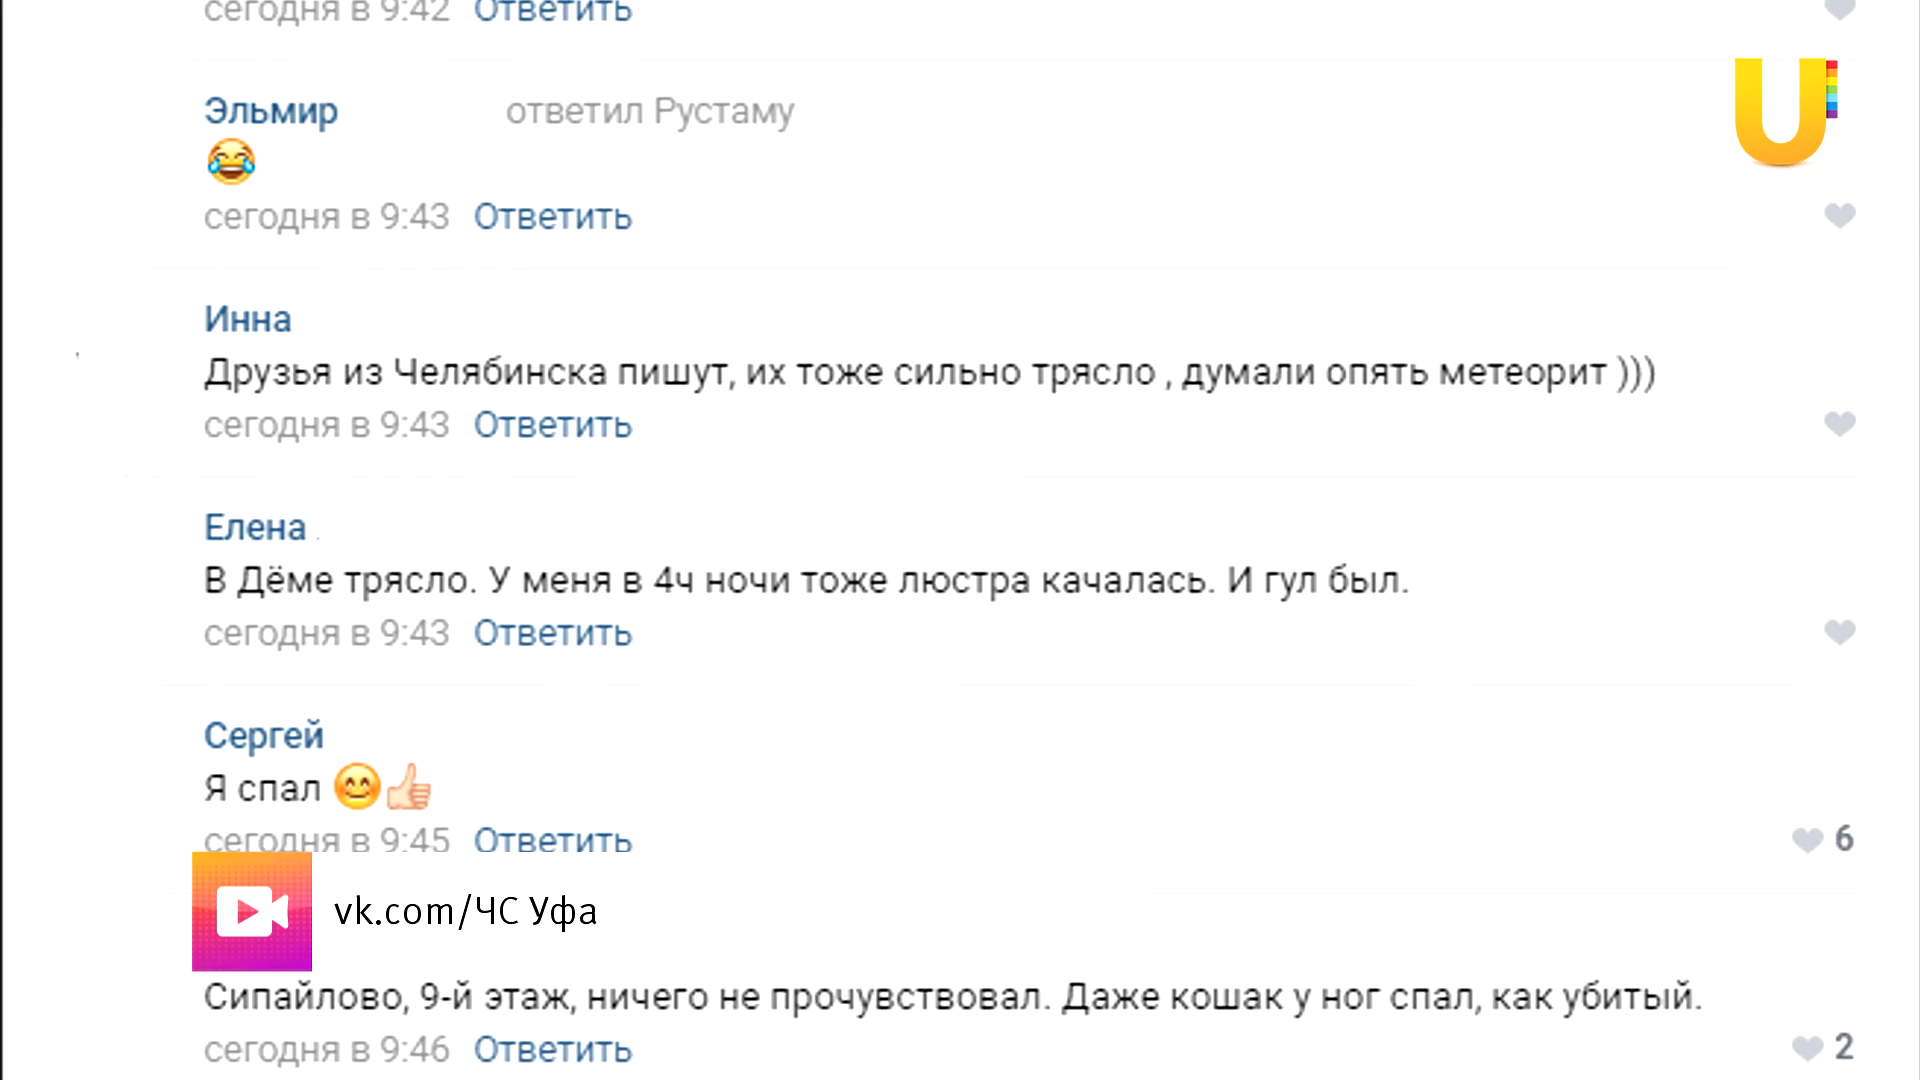 сегодня в 9:42 Ответить
Эльмир ответил Рустаму
😂
сегодня в 9:43 Ответить
Инна
Друзья из Челябинска пишут, их тоже сильно трясло , думали опять метеорит )))
сегодня в 9:43 Ответить
Елена
В Дёме трясло. У меня в 4ч ночи тоже люстра качалась. И гул был.
сегодня в 9:43 Ответить
Сергей
Я спал 😊👍🏻
сегодня в 9:45 Ответить 6
vk.com/ЧС Уфа
Сипайлово, 9-й этаж, ничего не прочувствовал. Даже кошак у ног спал, как убитый.
сегодня в 9:46 Ответить 2
U